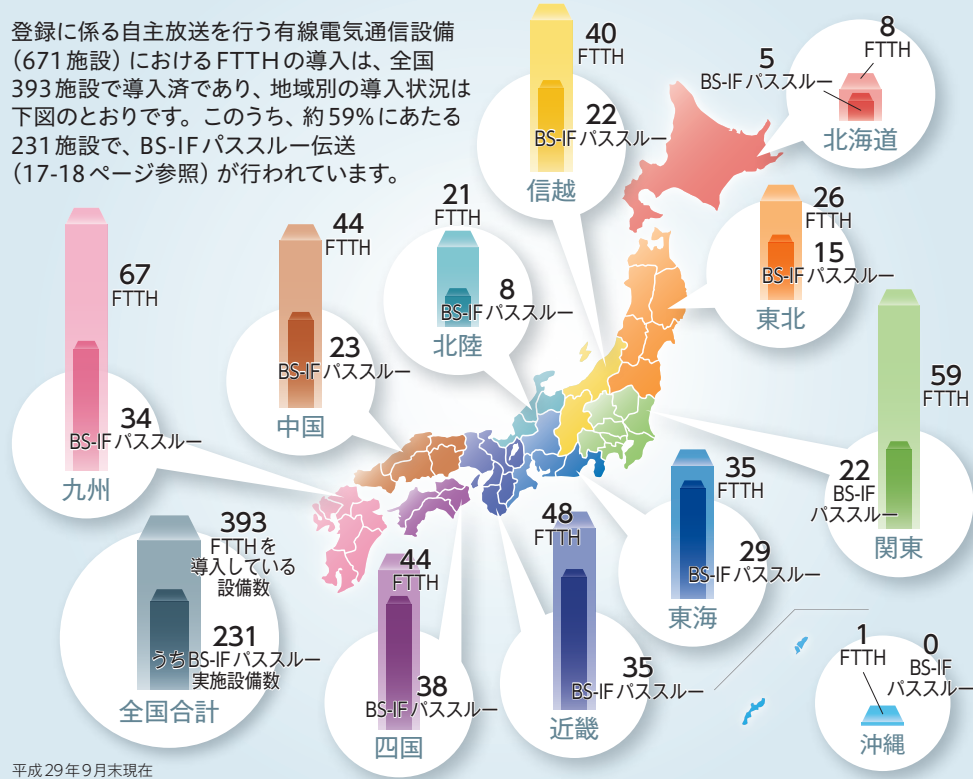 登録に係る自主放送を行う有線電気通信設備
（671施設）におけるFTTHの導入は、全国
393施設で導入済であり、地域別の導入状況は
下図のとおりです。このうち、約59%にあたる
231施設で、BS-IFパススルー伝送
（17-18ページ参照）が行われています。
40
FTTH
22
BS-IFパススルー
信越
8
FTTH
5
BS-IFパススルー
北海道
26
FTTH
15
BS-IFパススルー
東北
21
FTTH
8
BS-IFパススルー
北陸
44
FTTH
23
BS-IFパススルー
中国
67
FTTH
34
BS-IFパススルー
九州
59
FTTH
22
BS-IF
パススルー
関東
35
FTTH
29
BS-IFパススルー
東海
48
FTTH
35
BS-IFパススルー
近畿
44
FTTH
38
BS-IFパススルー
四国
1
FTTH
0
BS-IF
パススルー
沖縄
393
FTTHを
導入している
設備数
231
うちBS-IFパススルー
実施設備数
全国合計
平成29年9月末現在